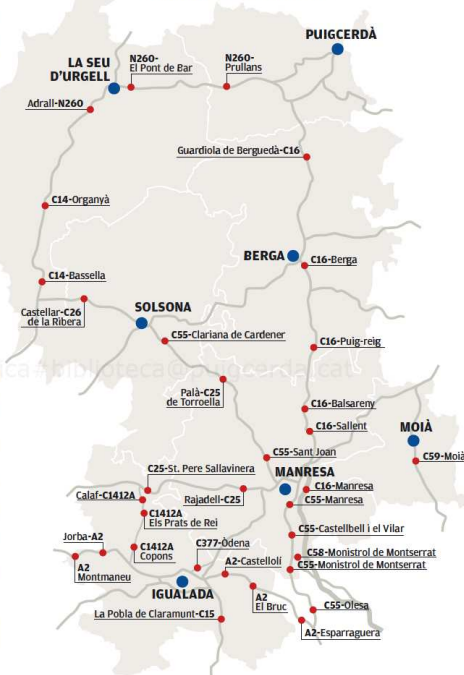 PUIGCERDÀ
LA SEU
D'URGELL
N260-
El Pont de Bar
N260-
Prullans
Adrall-N260
Guardiola de Berguedà-C16
C14-Organyà
BERGA
C16-Berga
C14-Bassella
Castellar-C26
de la Ribera
SOLSONA
C55-Clariana de Cardener
C16-Puig-reig
Palà-C25
de Torroella
C16-Balsareny
C16-Sallent
MOIÀ
C59-Moià
C55-Sant Joan
MANRESA
C25-St. Pere Sallavinera
C16-Manresa
Calaf-C1412A
Rajadell-C25
C55-Manresa
C1412A
Els Prats de Rei
C55-Castellbell i el Vilar
Jorba-A2
C1412A
Copons
C377-Òdena
C58-Monistrol de Montserrat
C55-Monistrol de Montserrat
A2
Montmaneu
A2-Castellolí
IGUALADA
A2
El Bruc
La Pobla de Claramunt-C15
C55-Olesa
A2-Esparraguera